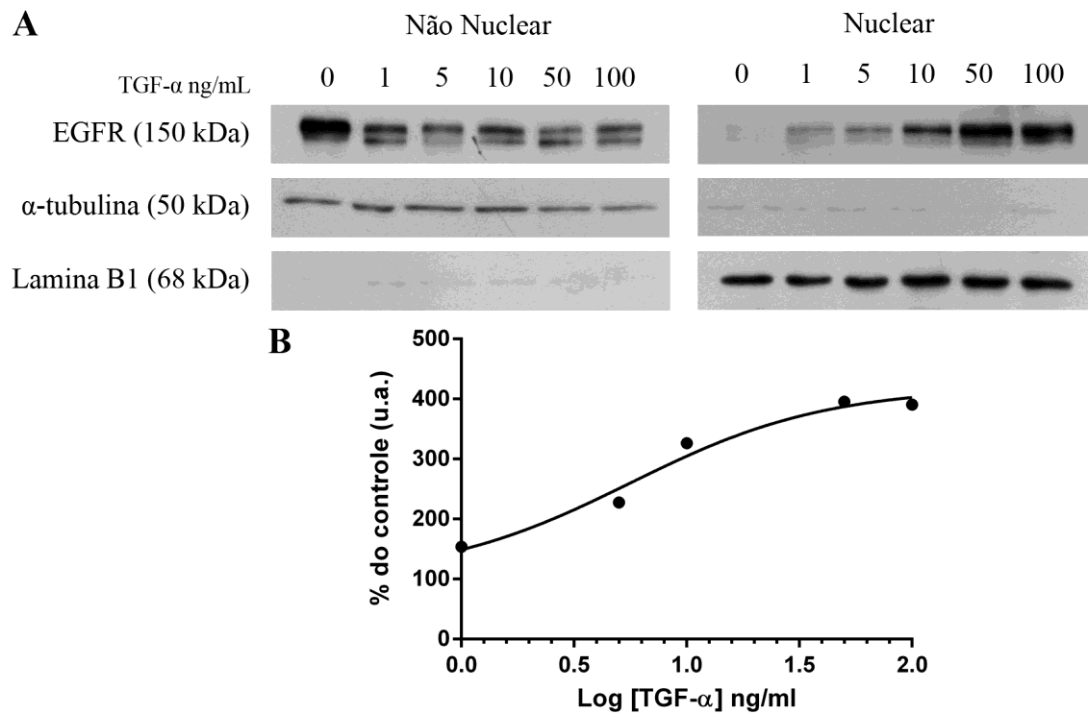 A
Não Nuclear
Nuclear
TGF-α ng/mL
0 1 5 10 50 100
0 1 5 10 50 100
EGFR (150 kDa)
α-tubulina (50 kDa)
Lamina B1 (68 kDa)
B
% do controle (u.a.)
500
400
300
200
100
0
0.0 0.5 1.0 1.5 2.0
Log [TGF-α] ng/ml